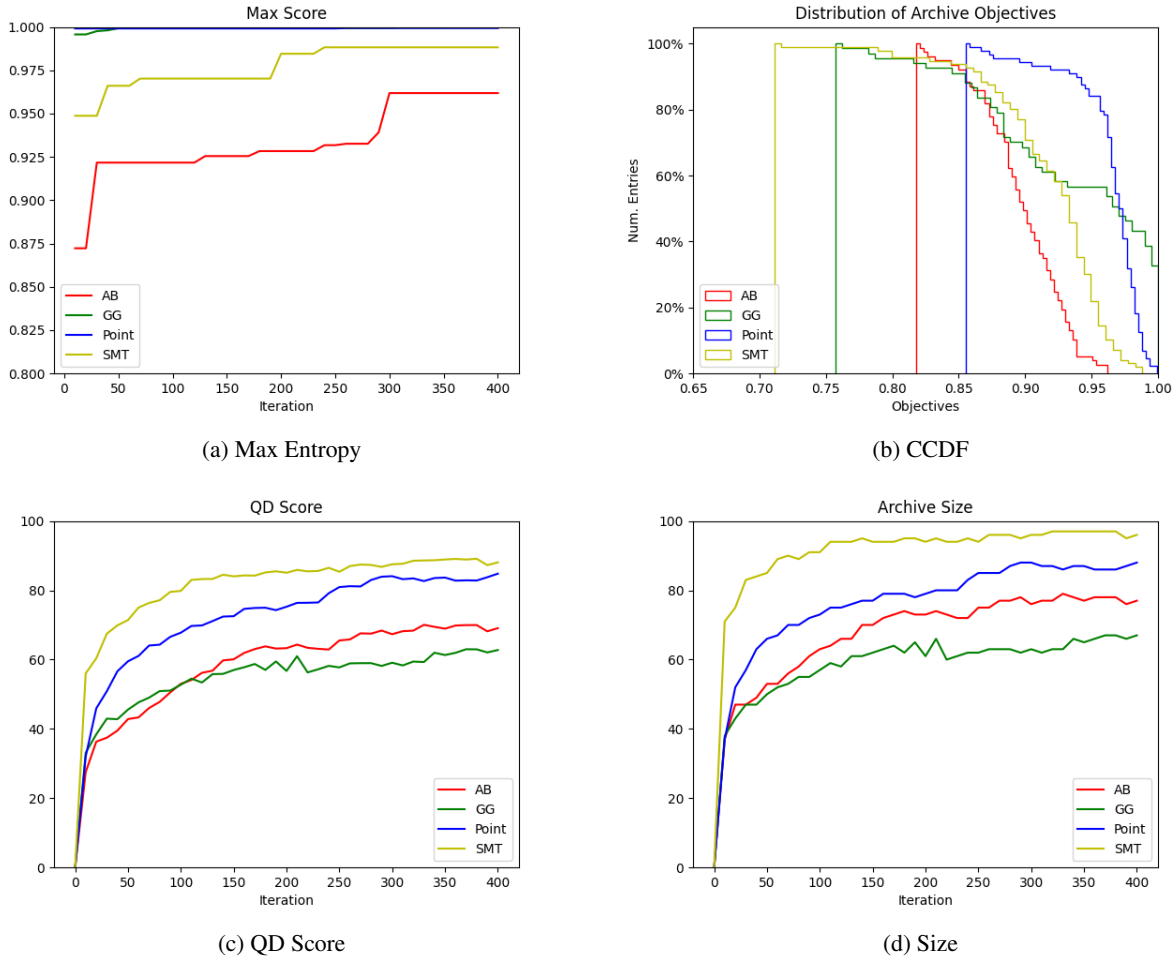 Max Score
1.000
0.975
0.950
0.925
0.900
0.875
0.850
0.825
0.800
AB
GG
Point
SMT
0 50 100 150 200 250 300 350 400
Iteration
(a) Max Entropy
Distribution of Archive Objectives
Num. Entries
100%
80%
60%
40%
20%
0%
AB
GG
Point
SMT
0.65 0.70 0.75 0.80 0.85 0.90 0.95 1.00
Objectives
(b) CCDF
QD Score
100
80
60
40
20
0
AB
GG
Point
SMT
0 50 100 150 200 250 300 350 400
Iteration
(c) QD Score
Archive Size
100
80
60
40
20
0
AB
GG
Point
SMT
0 50 100 150 200 250 300 350 400
Iteration
(d) Size